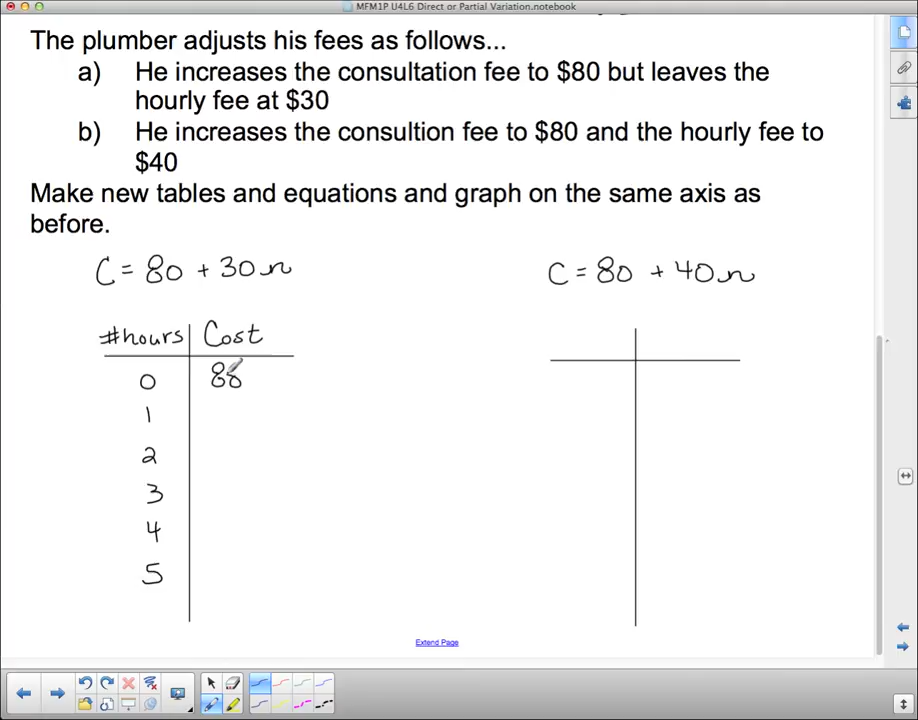 MFM1P U4L6 Direct or Partial Variation.notebook
The plumber adjusts his fees as follows...
a) He increases the consultation fee to $80 but leaves the
hourly fee at $30
b) He increases the consultion fee to $80 and the hourly fee to
$40
Make new tables and equations and graph on the same axis as
before.
C = 80 + 30n
C = 80 + 40n
#hours Cost
0 80
1
2
3
4
5
Extend Page